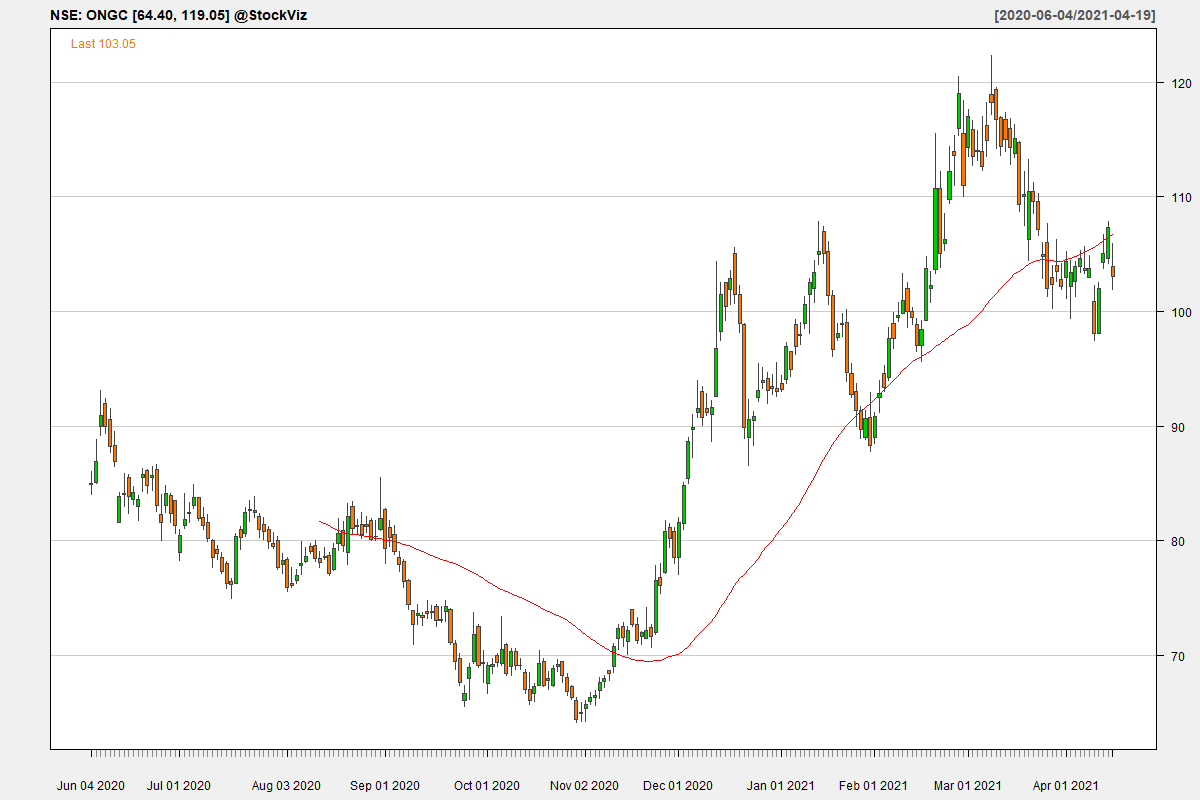 NSE: ONGC [64.40, 119.05] @StockViz
[2020-06-04/2021-04-19]
Last 103.05
120
110
100
90
80
70
Jun 04 2020 Jul 01 2020 Aug 03 2020 Sep 01 2020 Oct 01 2020 Nov 02 2020 Dec 01 2020 Jan 01 2021 Feb 01 2021 Mar 01 2021 Apr 01 2021